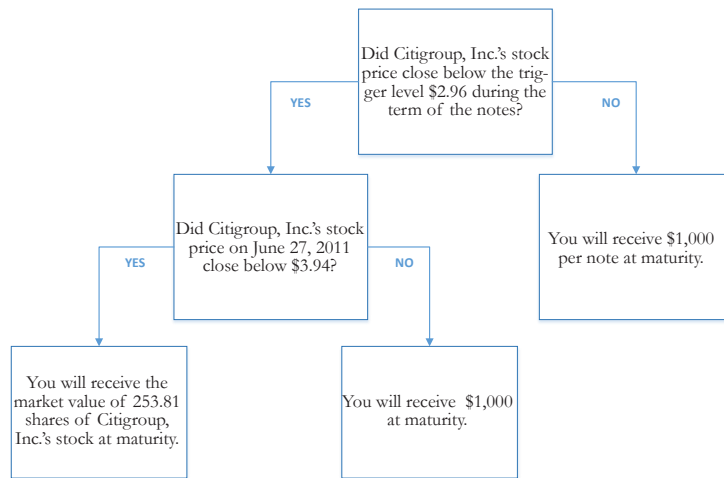 Did Citigroup, Inc.'s stock
price close below the trig-
ger level $2.96 during the
term of the notes?
YES
NO
Did Citigroup, Inc.'s stock
price on June 27, 2011
close below $3.94?
You will receive $1,000
per note at maturity.
YES
NO
You will receive the
market value of 253.81
shares of Citigroup,
Inc.'s stock at maturity.
You will receive $1,000
at maturity.